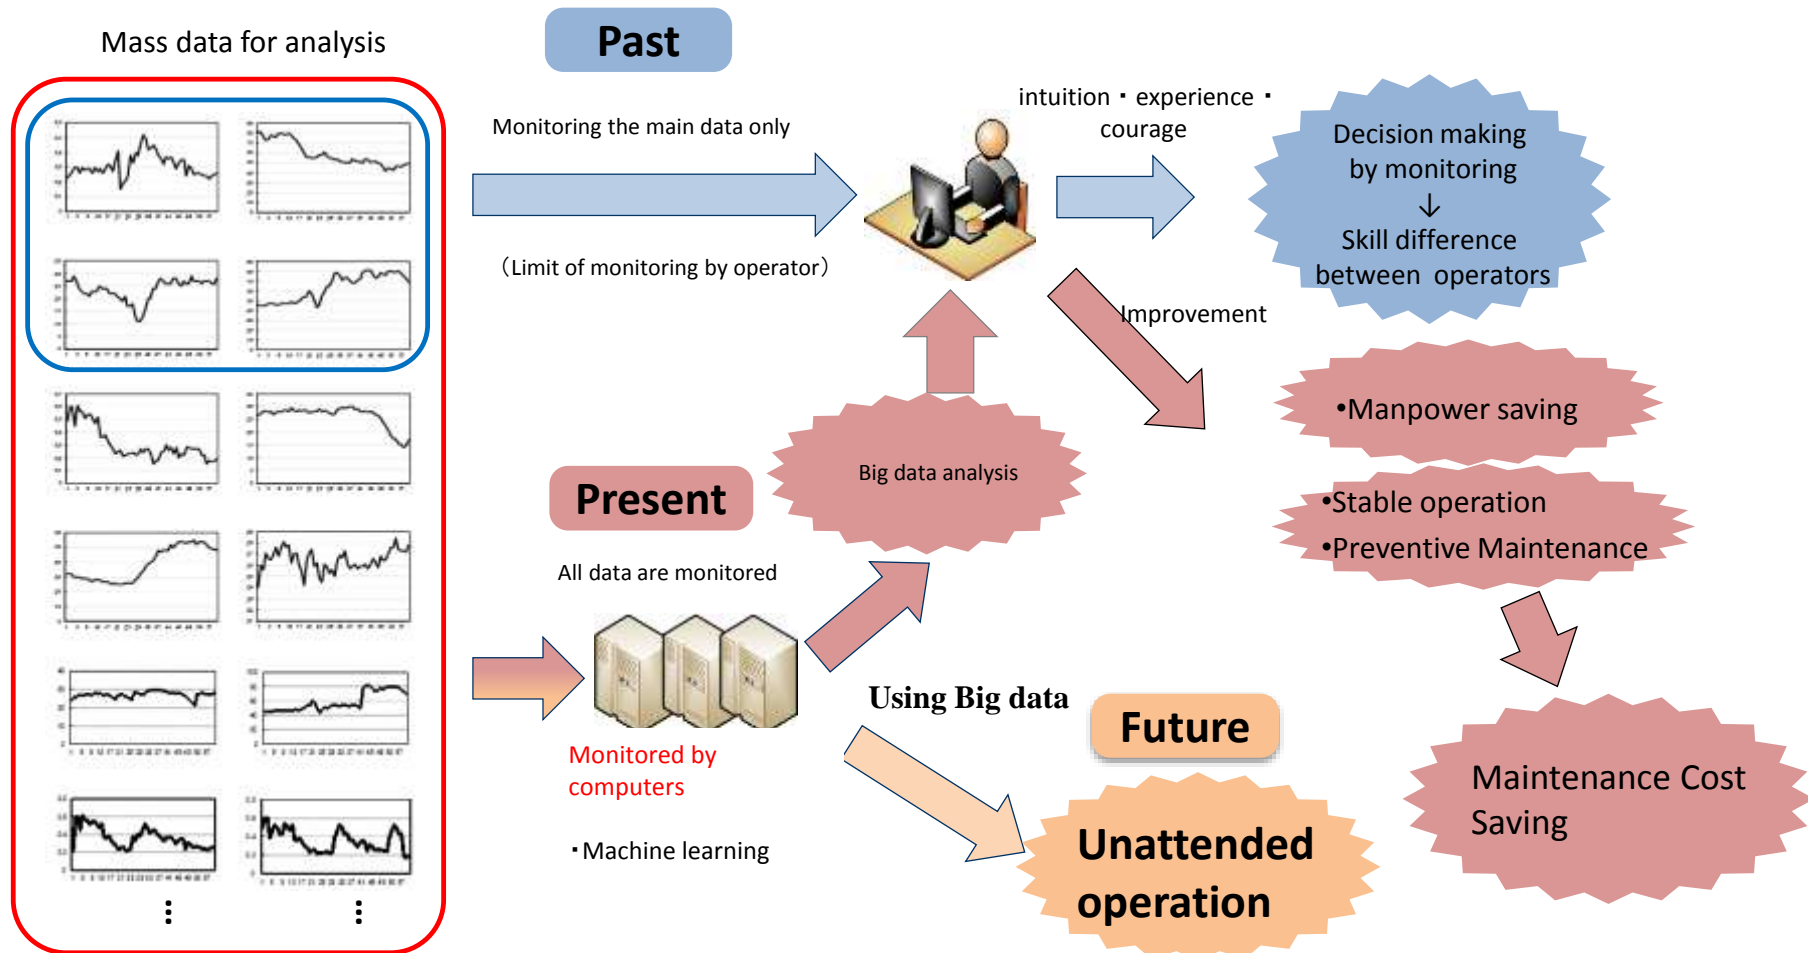 Mass data for analysis
Past
Monitoring the main data only
（Limit of monitoring by operator）
intuition・experience・
courage
Decision making
by monitoring
↓
Skill difference
between operators
Improvement
•Manpower saving
•Stable operation
•Preventive Maintenance
Big data analysis
Present
All data are monitored
Monitored by
computers
・Machine learning
Using Big data
Future
Unattended
operation
Maintenance Cost
Saving